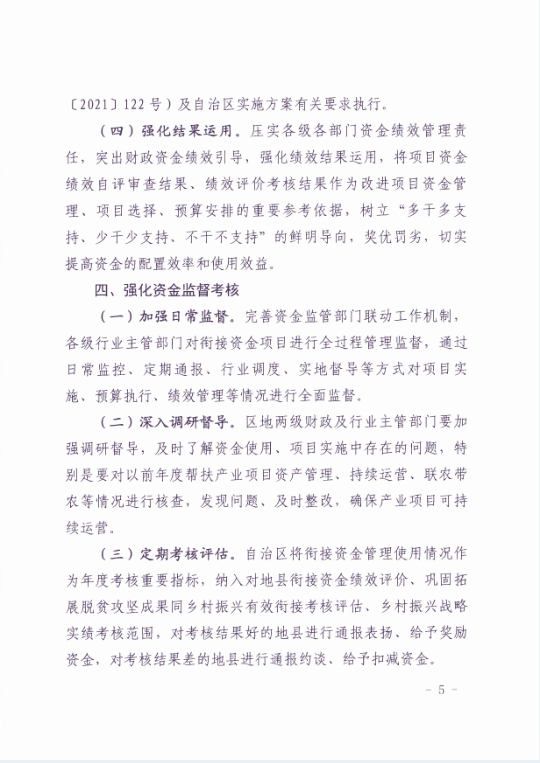 〔2021〕122号）及自治区实施方案有关要求执行。
（四）强化结果运用。压实各级各部门资金绩效管理责
任，突出财政资金绩效引导，强化绩效结果运用，将项目资金
绩效自评审查结果、绩效评价考核结果作为改进项目资金管
理、项目选择、预算安排的重要参考依据，树立“多干多支
持、少干少支持、不干不支持”的鲜明导向，奖优罚劣，切实
提高资金的配置效率和使用效益。
四、强化资金监督考核
（一）加强日常监督。完善资金监管部门联动工作机制，
各级行业主管部门对衔接资金项目进行全过程管理监督，通过
日常监控、定期通报、行业调度、实地督导等方式对项目实
施、预算执行、绩效管理等情况进行全面监督。
（二）深入调研督导。区地两级财政及行业主管部门要加
强调研督导，及时了解资金使用、项目实施中存在的问题，特
别是要对以前年度帮扶产业项目资产管理、持续运营、联农带
农等情况进行核查，发现问题、及时整改，确保产业项目可持
续运营。
（三）定期考核评估。自治区将衔接资金管理使用情况作
为年度考核重要指标，纳入对地县衔接资金绩效评价、巩固拓
展脱贫攻坚成果同乡村振兴有效衔接考核评估、乡村振兴战略
实绩考核范围，对考核结果好的地县进行通报表扬、给予奖励
资金，对考核结果差的地县进行通报约谈、给予扣减资金。
- 5 -